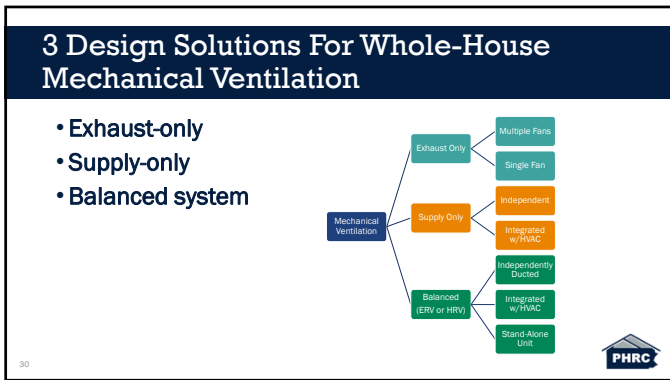 3 Design Solutions For Whole-House
Mechanical Ventilation
• Exhaust-only
• Supply-only
• Balanced system
Mechanical
Ventilation
Exhaust Only
Multiple Fans
Single Fan
Supply Only
Independent
Integrated
w/HVAC
Balanced
(ERV or HRV)
Independently
Ducted
Integrated
w/HVAC
Stand-Alone
Unit
30
PHRC